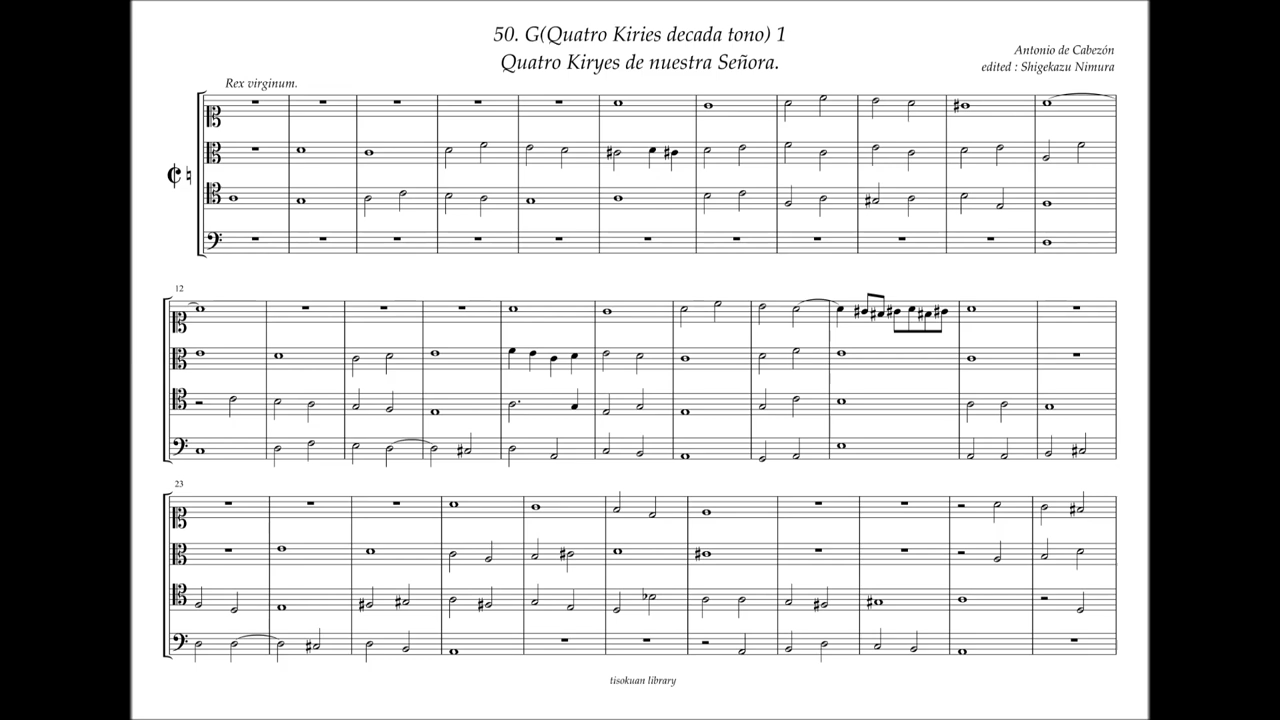 50. G(Quatro Kiries decada tono) 1
Quatro Kiryes de nuestra Señora.
Antonio de Cabezón
edited : Shigekazu Nimura
Rex virginum.
12
23
tisokuan library